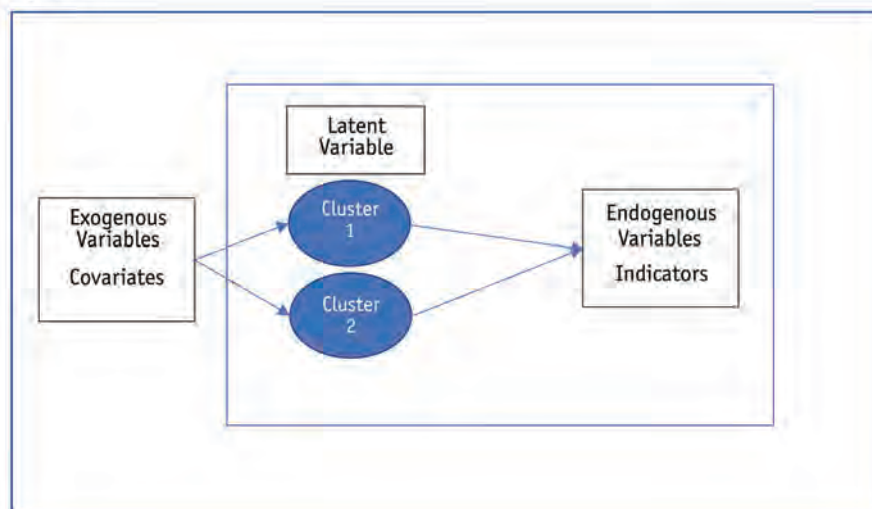 Latent
Variable
Exogenous
Variables
Covariates
Cluster
1
Cluster
2
Endogenous
Variables
Indicators